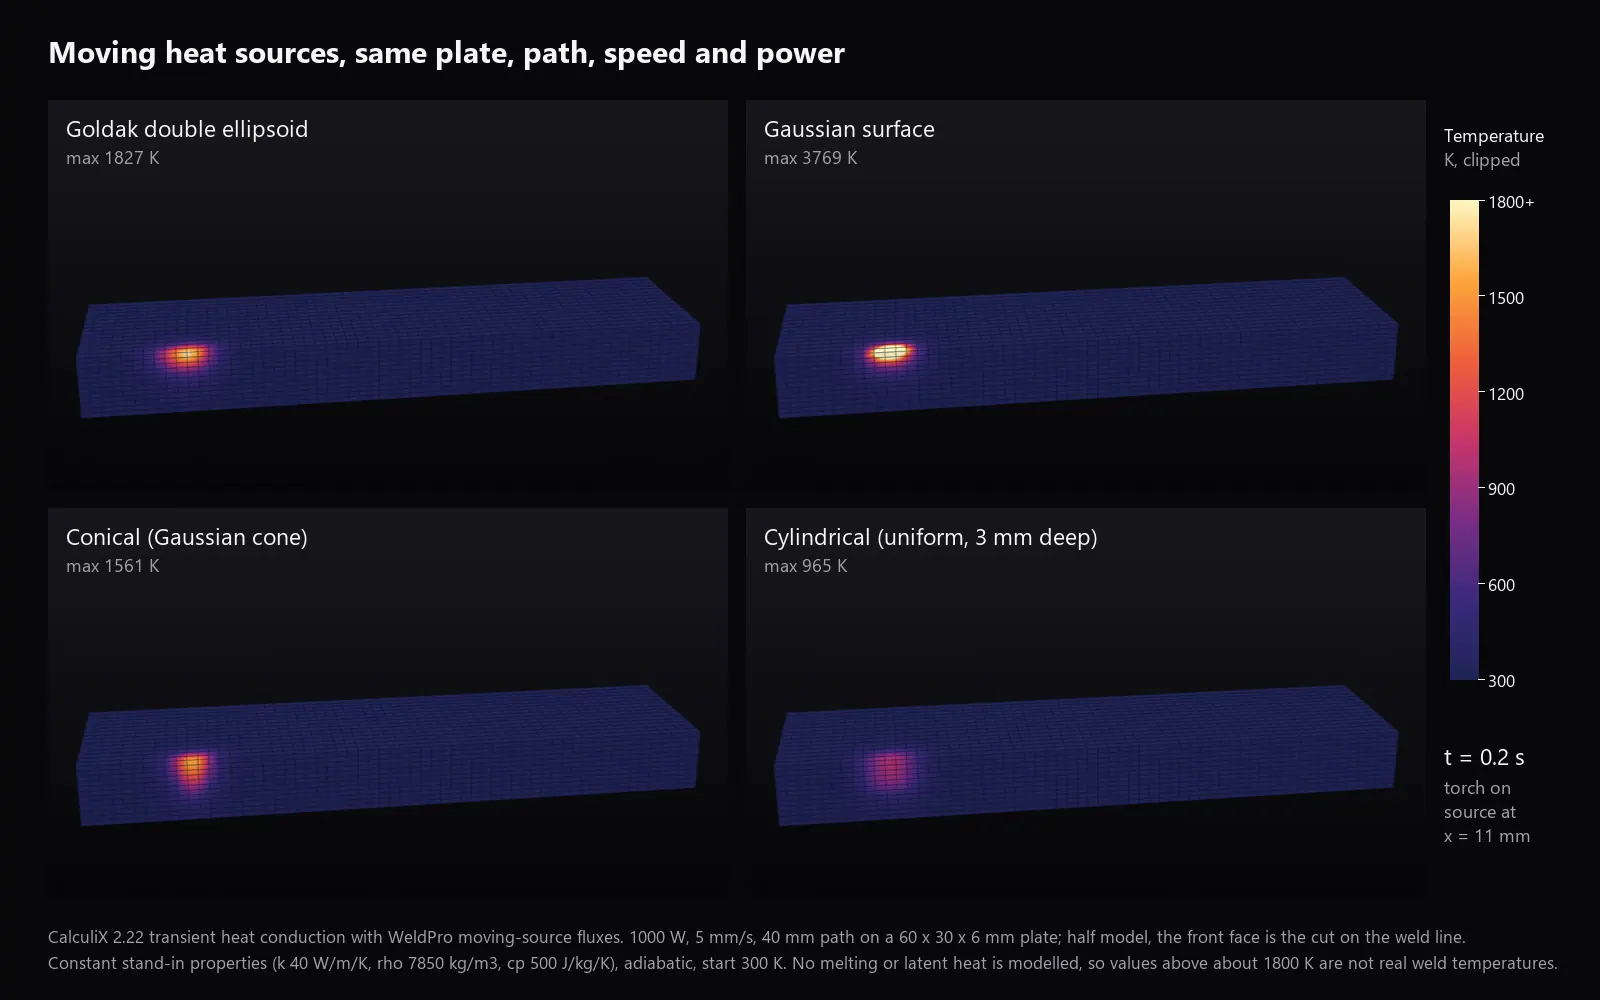 Moving heat sources, same plate, path, speed and power
Goldak double ellipsoid
max 1827 K
Gaussian surface
max 3769 K
Temperature
K, clipped
1800+
1500
1200
900
600
300
Conical (Gaussian cone)
max 1561 K
Cylindrical (uniform, 3 mm deep)
max 965 K
t = 0.2 s
torch on
source at
x = 11 mm
CalculiX 2.22 transient heat conduction with WeldPro moving-source fluxes. 1000 W, 5 mm/s, 40 mm path on a 60 x 30 x 6 mm plate; half model, the front face is the cut on the weld line.
Constant stand-in properties (k 40 W/m/K, rho 7850 kg/m3, cp 500 J/kg/K), adiabatic, start 300 K. No melting or latent heat is modelled, so values above about 1800 K are not real weld temperatures.